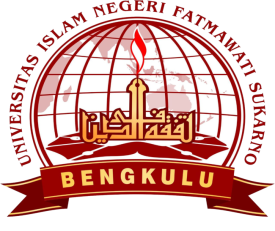 UNIVERSITAS ISLAM NEGERI FATMAWATI SUKARNO
BENGKULU